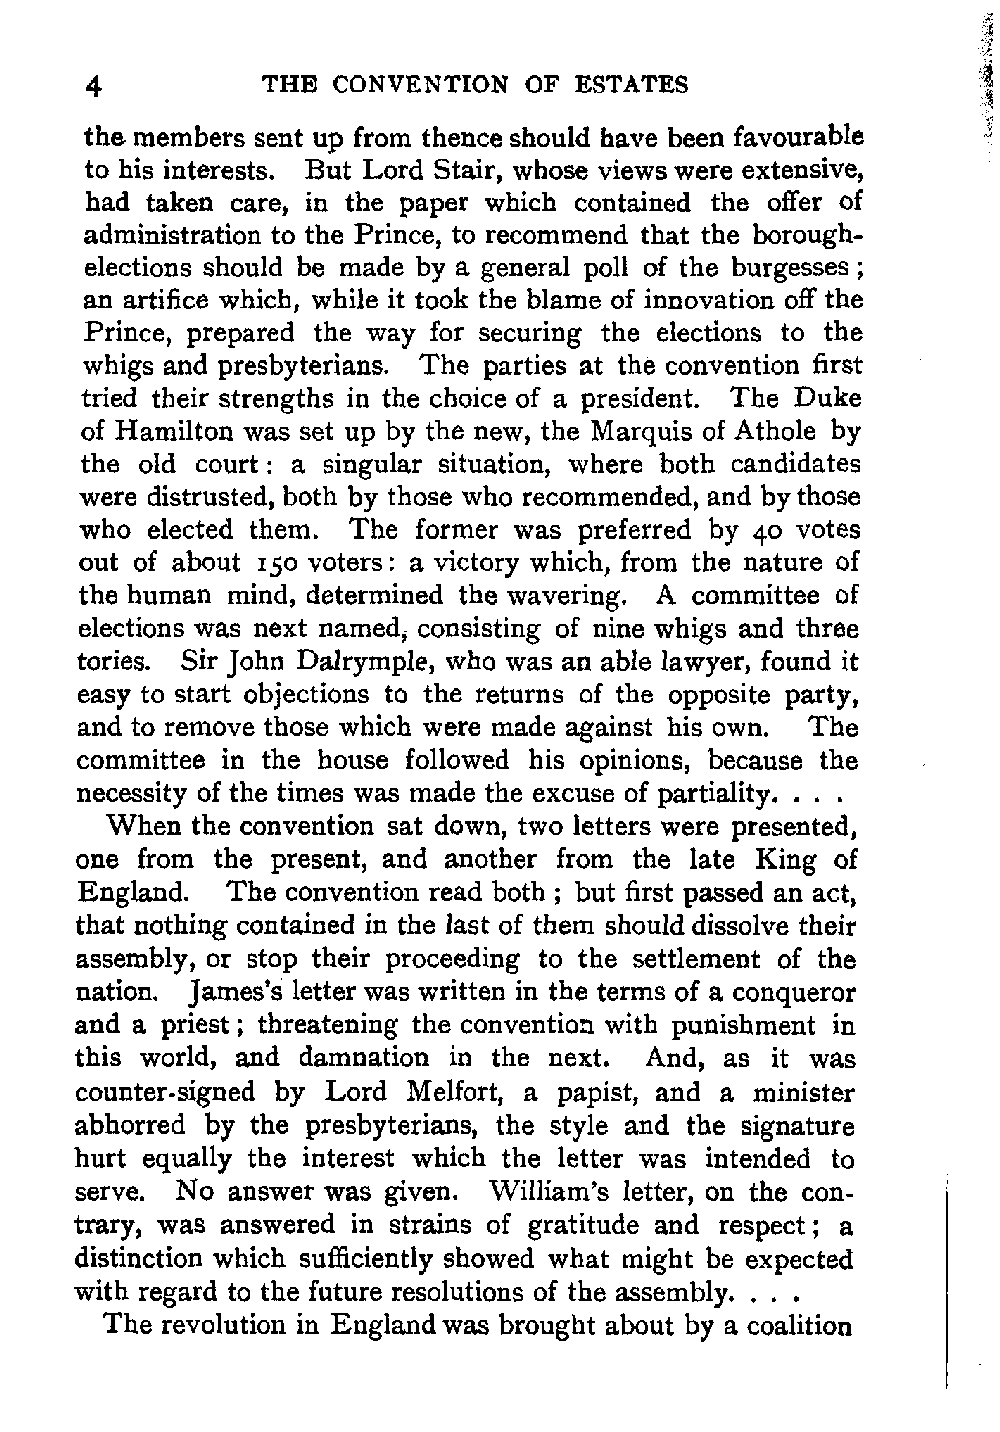 4 THE CONVENTION OF ESTATES
the members sent up from thence should have been favourable
to his interests. But Lord Stair, whose views were extensive,
had taken care, in the paper which contained the offer of
administration to the Prince, to recommend that the borough-
elections should be made by a general poll of the burgesses ;
an artifice which, while it took the blame of innovation off the
Prince, prepared the way for securing the elections to the
whigs and presbyterians. The parties at the convention first
tried their strengths in the choice of a president. The Duke
of Hamilton was set up by the new, the Marquis of Athole by
the old court : a singular situation, where both candidates
were distrusted, both by those who recommended, and by those
who elected them. The former was preferred by 40 votes
out of about 150 voters : a victory which, from the nature of
the human mind, determined the wavering. A committee of
elections was next named, consisting of nine whigs and three
tories. Sir John Dalrymple, who was an able lawyer, found it
easy to start objections to the returns of the opposite party,
and to remove those which were made against his own. The
committee in the house followed his opinions, because the
necessity of the times was made the excuse of partiality. . . .
When the convention sat down, two letters were presented,
one from the present, and another from the late King of
England. The convention read both ; but first passed an act,
that nothing contained in the last of them should dissolve their
assembly, or stop their proceeding to the settlement of the
nation. James's letter was written in the terms of a conqueror
and a priest ; threatening the convention with punishment in
this world, and damnation in the next. And, as it was
counter-signed by Lord Melfort, a papist, and a minister
abhorred by the presbyterians, the style and the signature
hurt equally the interest which the letter was intended to
serve. No answer was given. William's letter, on the con-
trary, was answered in strains of gratitude and respect ; a
distinction which sufficiently showed what might be expected
with regard to the future resolutions of the assembly. . . .
The revolution in England was brought about by a coalition